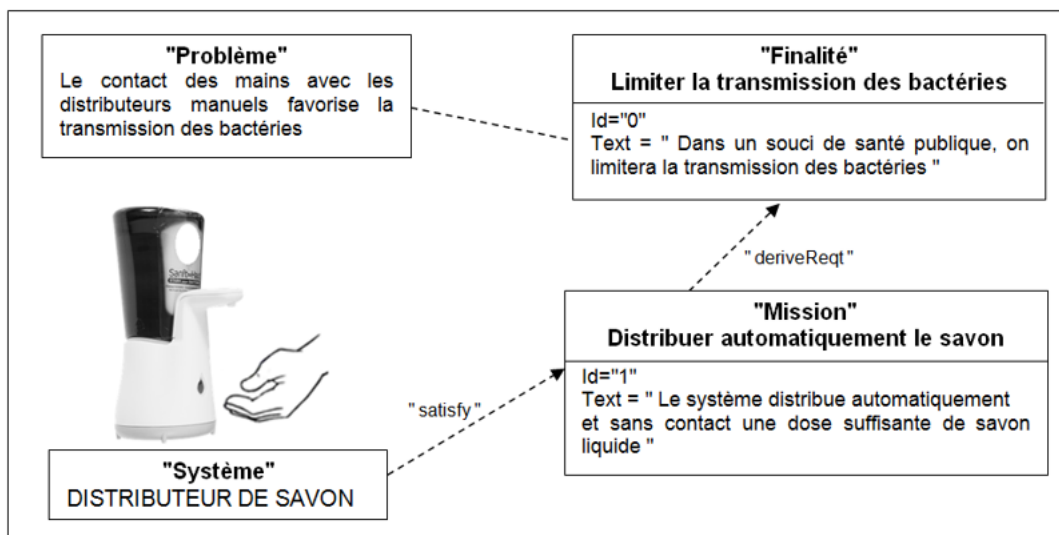 "Problème"
Le contact des mains avec les
distributeurs manuels favorise la
transmission des bactéries
"Finalité"
Limiter la transmission des bactéries
Id="0"
Text = " Dans un souci de santé publique, on
limitera la transmission des bactéries "
" deriveReqt"
"Mission"
Distribuer automatiquement le savon
Id="1"
Text = " Le système distribue automatiquement
et sans contact une dose suffisante de savon
liquide "
" satisfy "
"Système"
DISTRIBUTEUR DE SAVON